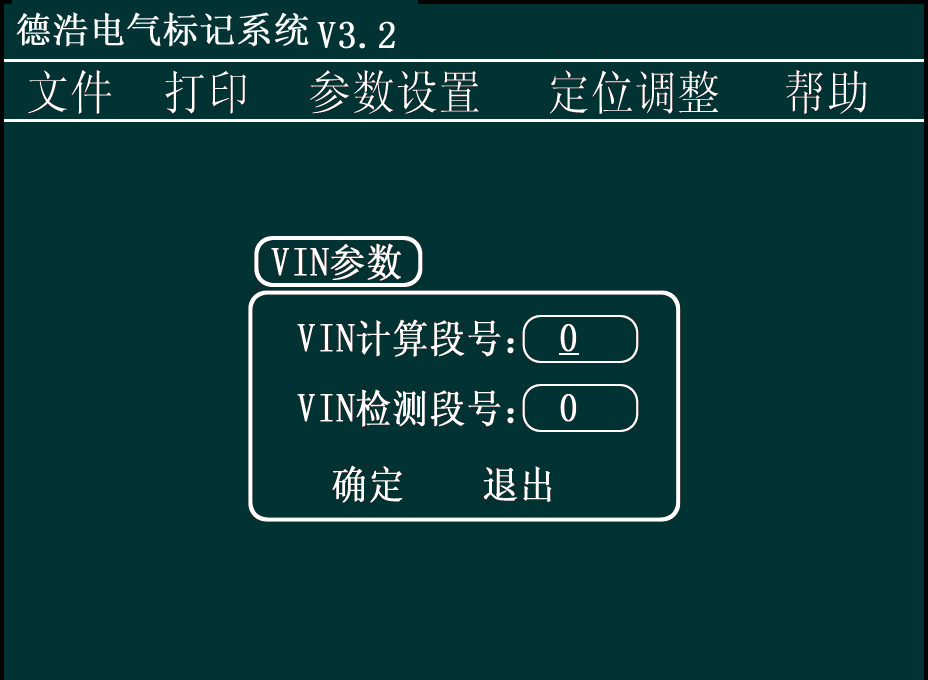 德浩电气标记系统 V3.2
文件 打印 参数设置 定位调整 帮助
VIN参数
VIN计算段号: 0
VIN检测段号: 0
确定 退出